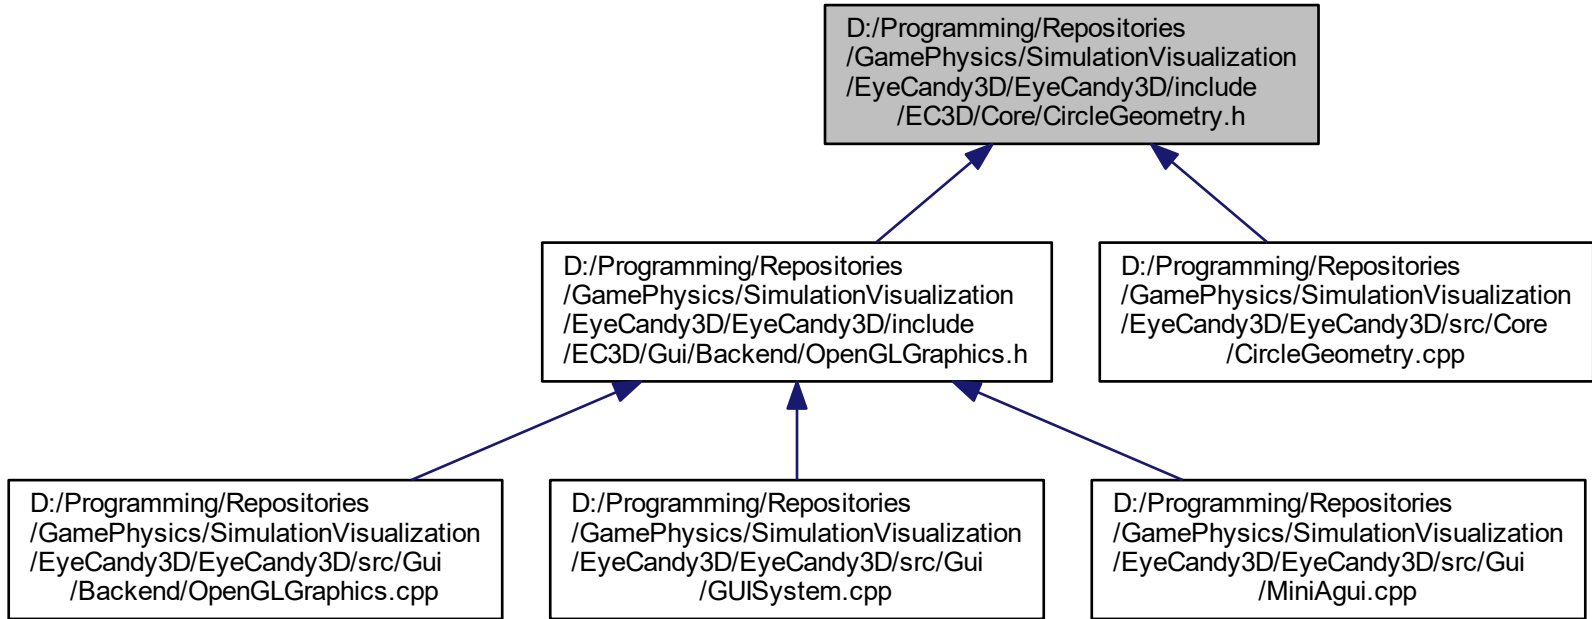 D:/Programming/Repositories
/GamePhysics/SimulationVisualization
/EyeCandy3D/EyeCandy3D/include
/EC3D/Core/CircleGeometry.h
D:/Programming/Repositories
/GamePhysics/SimulationVisualization
/EyeCandy3D/EyeCandy3D/include
/EC3D/Gui/Backend/OpenGLGraphics.h
D:/Programming/Repositories
/GamePhysics/SimulationVisualization
/EyeCandy3D/EyeCandy3D/src/Core
/CircleGeometry.cpp
D:/Programming/Repositories
/GamePhysics/SimulationVisualization
/EyeCandy3D/EyeCandy3D/src/Gui
/Backend/OpenGLGraphics.cpp
D:/Programming/Repositories
/GamePhysics/SimulationVisualization
/EyeCandy3D/EyeCandy3D/src/Gui
/GUISystem.cpp
D:/Programming/Repositories
/GamePhysics/SimulationVisualization
/EyeCandy3D/EyeCandy3D/src/Gui
/MiniAgui.cpp